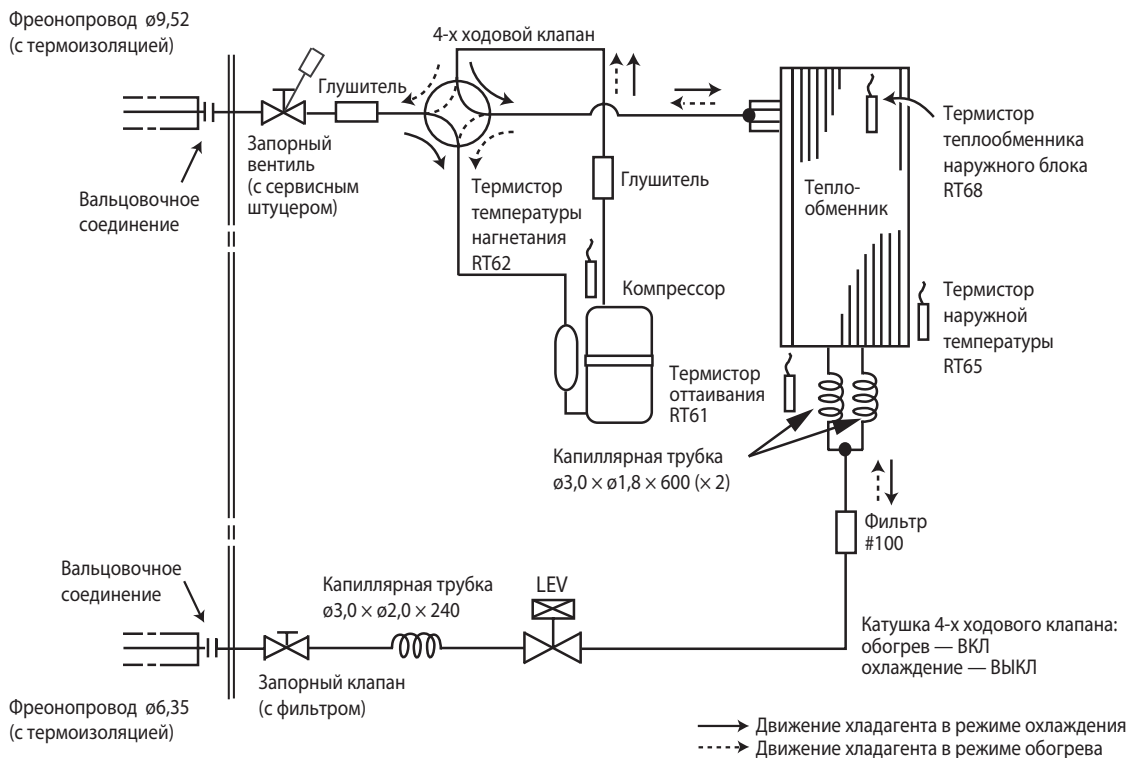 Фреонопровод ø9,52
(с термоизоляцией)
4-х ходовой клапан
Глушитель
Запорный
вентиль
(с сервисным
штуцером)
Вальцовочное
соединение
Термистор
температуры
нагнетания
RT62
Глушитель
Компрессор
Тепло-
обменник
Термистор
теплообменника
наружного блока
RT68
Термистор
наружной
температуры
RT65
Термистор
оттаивания
RT61
Капиллярная трубка
ø3,0 × ø1,8 × 600 (× 2)
Фильтр
#100
Вальцовочное
соединение
Капиллярная трубка
ø3,0 × ø2,0 × 240
LEV
Запорный клапан
(с фильтром)
Фреонопровод ø6,35
(с термоизоляцией)
Катушка 4-х ходового клапана:
обогрев — ВКЛ
охлаждение — ВЫКЛ
Движение хладагента в режиме охлаждения
Движение хладагента в режиме обогрева